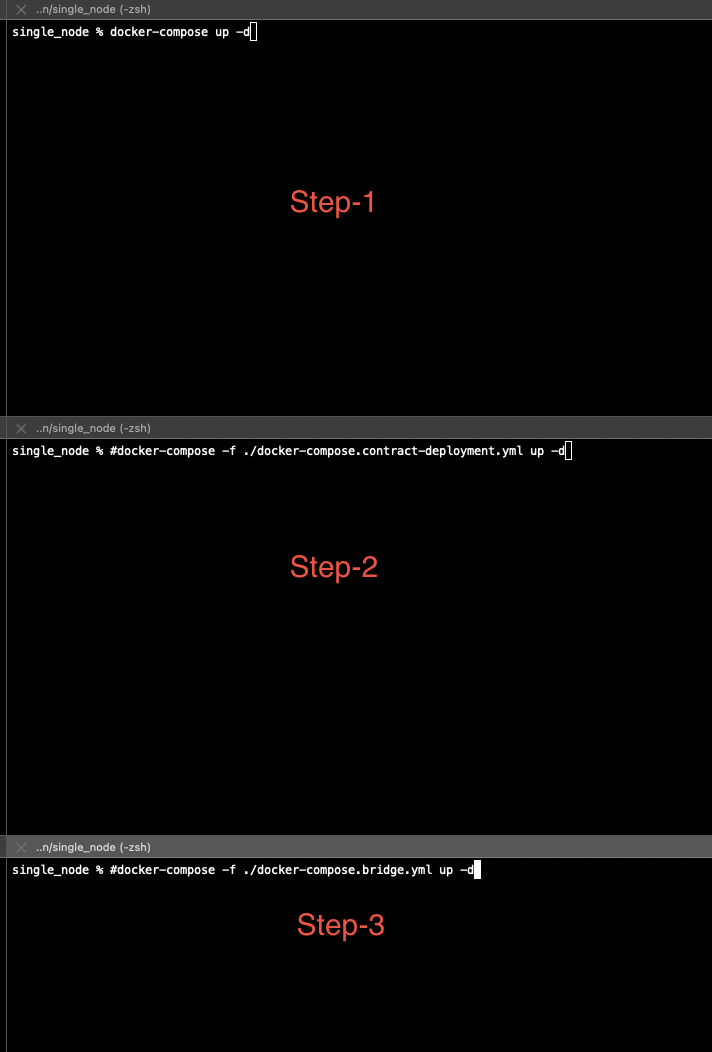 ..n/single_node (-zsh)
single_node % docker-compose up -d
Step-1
..n/single_node (-zsh)
single_node % #docker-compose -f ./docker-compose.contract-deployment.yml up -d
Step-2
..n/single_node (-zsh)
single_node % #docker-compose -f ./docker-compose.bridge.yml up -d
Step-3